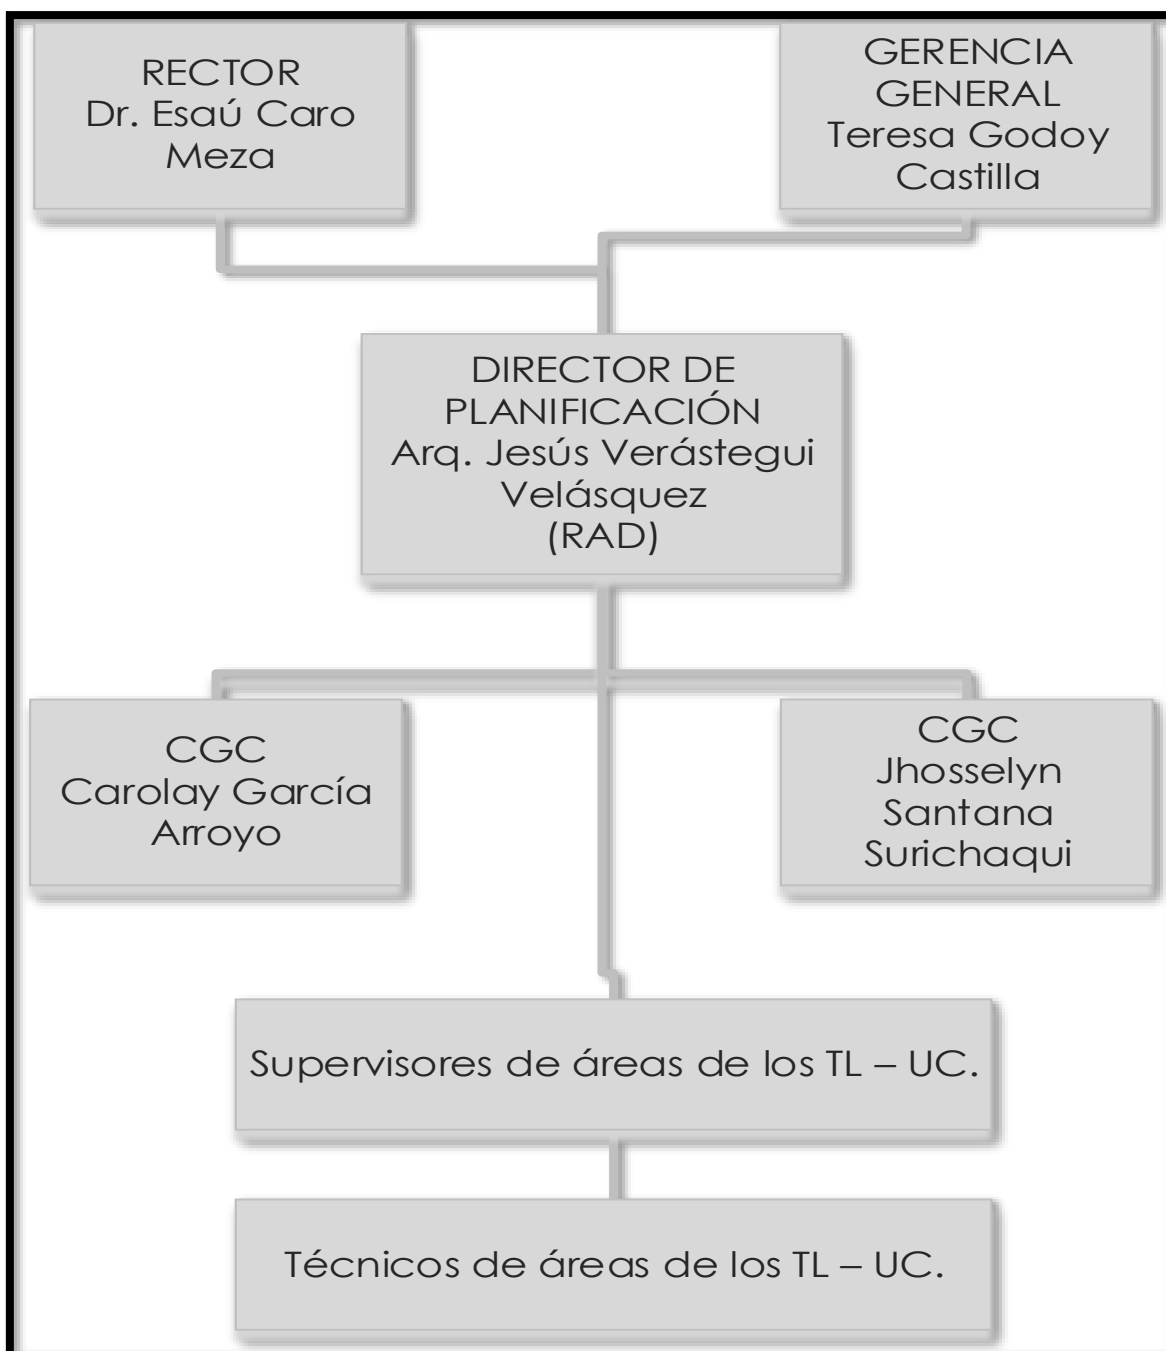 RECTOR
Dr. Esaú Caro
Meza
GERENCIA
GENERAL
Teresa Godoy
Castilla
DIRECTOR DE
PLANIFICACIÓN
Arq. Jesús Verástegui
Velásquez
(RAD)
CGC
Carolay García
Arroyo
CGC
Jhosselyn
Santana
Surichaqui
Supervisores de áreas de los TL – UC.
Técnicos de áreas de los TL – UC.